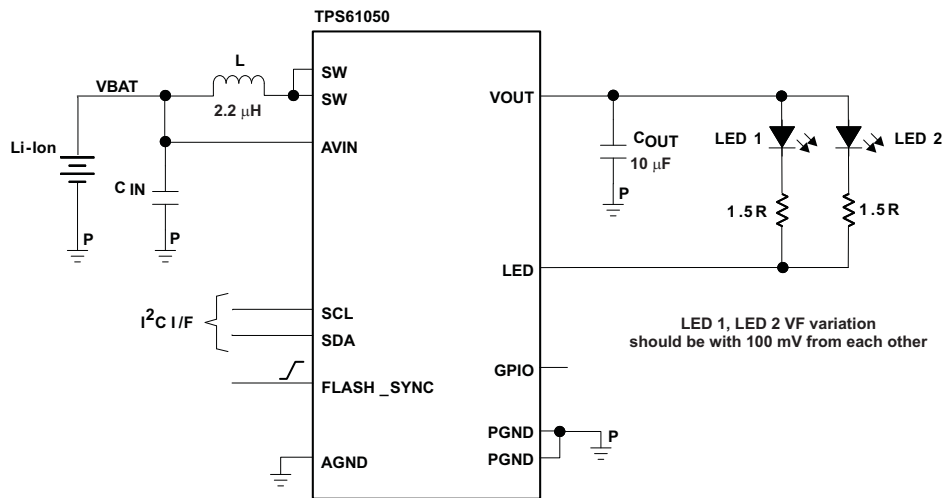 TPS61050
L
SW
VBAT
SW
VOUT
2.2 µH
Li-Ion
AVIN
COUT
LED 1
LED 2
10 µF
C IN
P
1.5R
1.5R
P
P
LED
I2C I/F
SCL
SDA
LED 1, LED 2 VF variation
should be with 100 mV from each other
GPIO
FLASH _SYNC
PGND
P
AGND
PGND